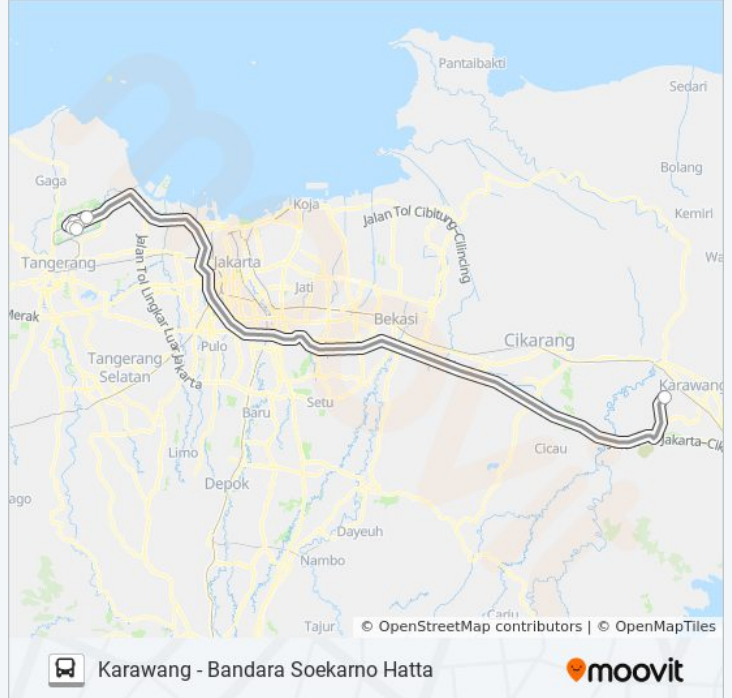 Pantaibakti
Sedari
Bolang
Gaga
Koja
Kemiri
Jalan Tol Cibitung-Cilincing
Wa
Tangerang
Jakarta
Jati
Jalan Tol Lingkar Luar Jakarta
Merak
Bekasi
Cikarang
Pulo
Tangerang
Selatan
Karawang
Setu
Baru
Jakarta-Cik
Limo
Cicau
Depok
ago
Dayeuh
Nambo
Tajur
Cariu
© OpenStreetMap contributors | © OpenMapTiles
Karawang - Bandara Soekarno Hatta
moovit